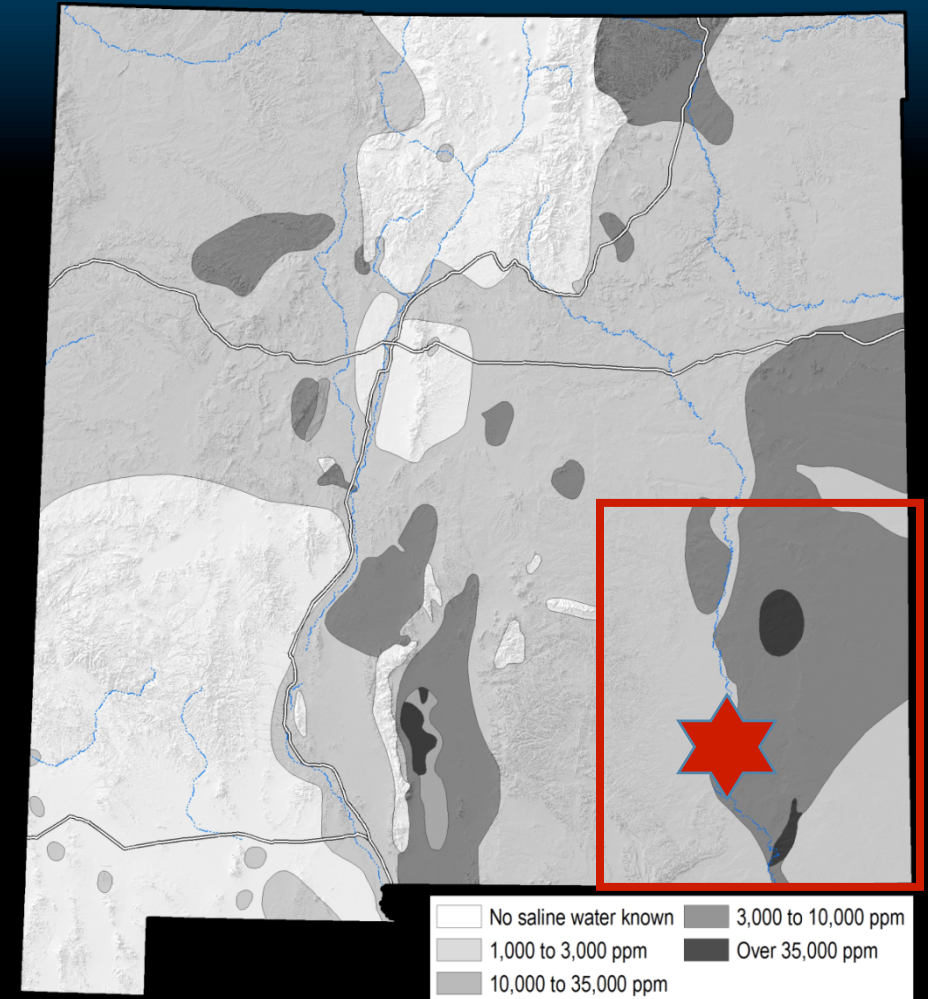 No saline water known
3,000 to 10,000 ppm
1,000 to 3,000 ppm
Over 35,000 ppm
10,000 to 35,000 ppm